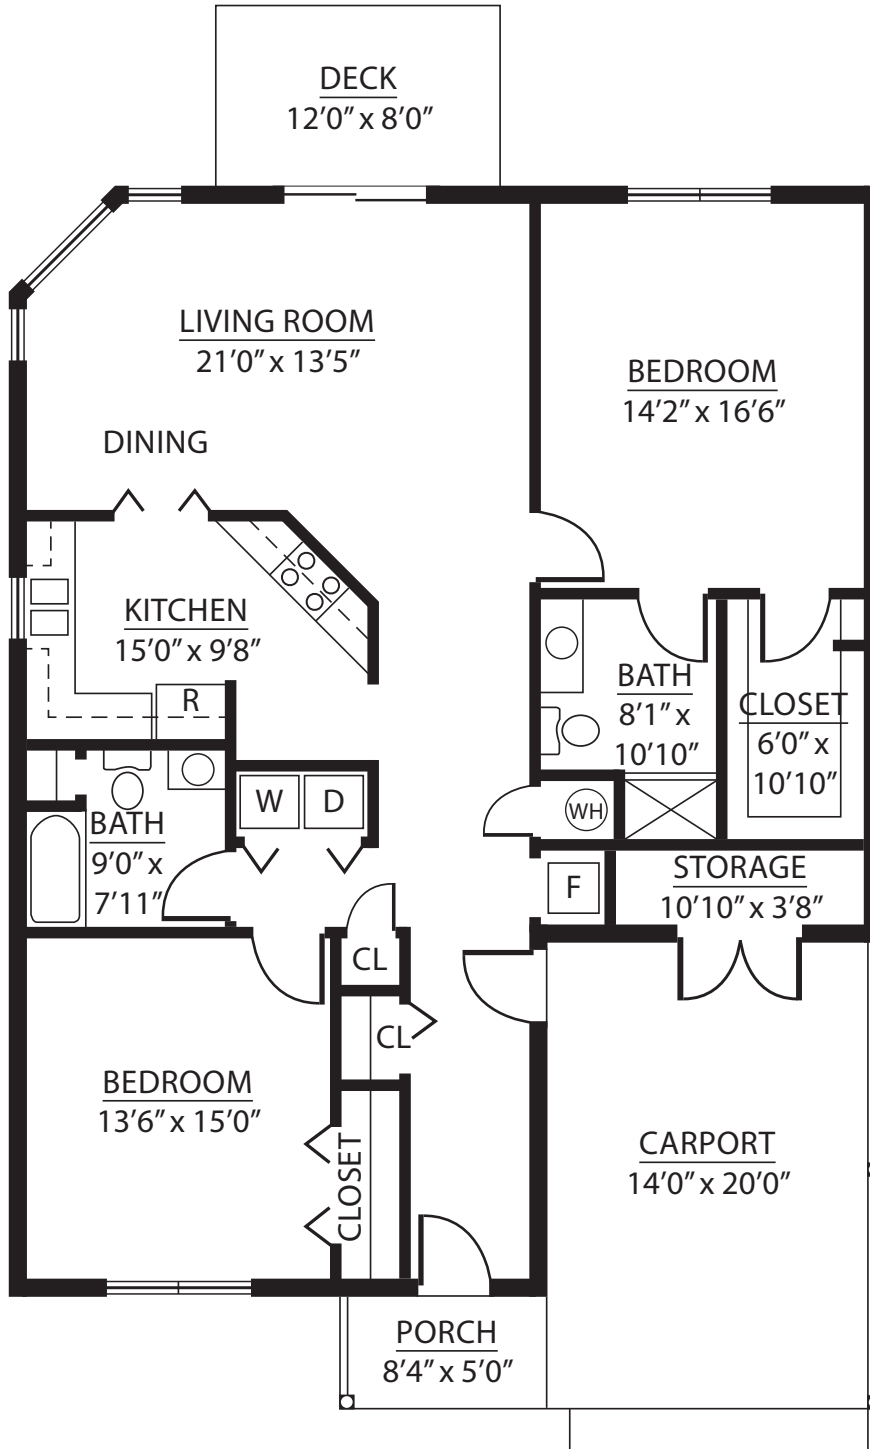 DECK
12’0” x 8’0”
LIVING ROOM
21’0” x 13’5”
BEDROOM
14’2” x 16’6”
DINING
KITCHEN
15’0” x 9’8”
R
BATH
8’1” x
10’10”
CLOSET
6’0” x
10’10”
W
D
WH
BATH
9’0” x
7’11”
F
STORAGE
10’10” x 3’8”
CL
CL
BEDROOM
13’6” x 15’0”
CLOSET
CARPORT
14’0” x 20’0”
PORCH
8’4” x 5’0”